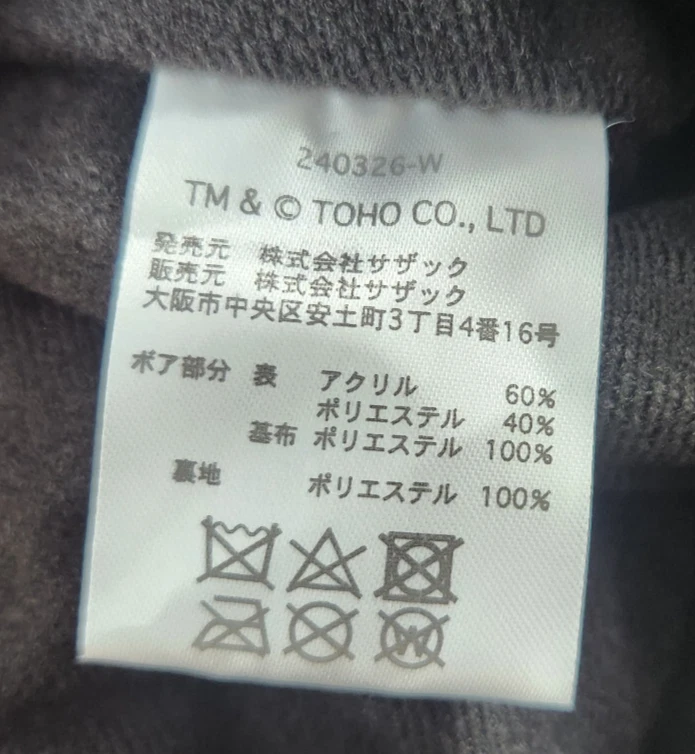 240326-W
TM & © TOHO CO., LTD
発売元 株式会社サザック
販売元 株式会社サザック
大阪市中央区安土町3丁目4番16号
ボア部分 表 アクリル 60%
ポリエステル 40%
基布 ポリエステル 100%
裏地 ポリエステル 100%
W